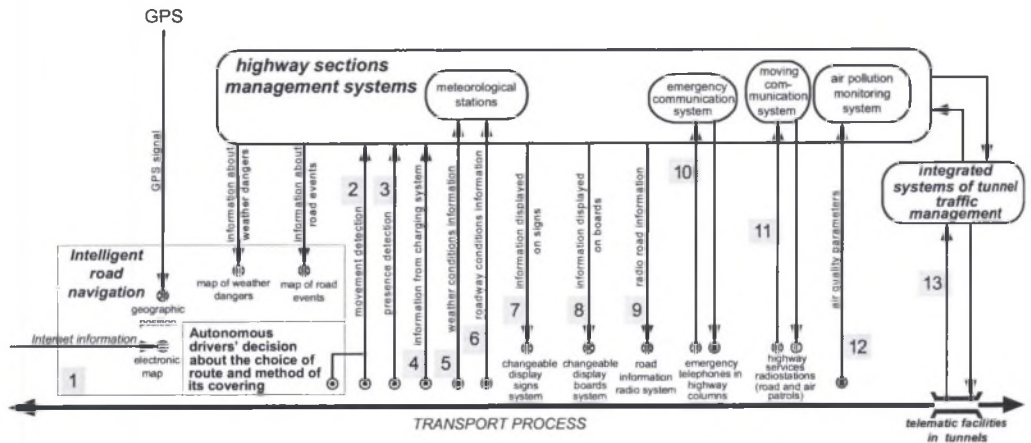 GPS
GPS signal
highway sections
management systems
meteorological
stations
emergency
communication
system
moving
com-
munication
system
air pollution
monitoring
system
integrated
systems of tunnel
traffic
management
information about
weather dangers
information about
road events
2
movement detection
3
presence detection
4
information from charging system
5
weather conditions information
6
roadway conditions information
7
information displayed
on signs
8
information displayed
on boards
9
radio road information
10
11
12
air quality parameters
13
Intelligent
road
navigation
map of weather
dangers
map of road
events
geographic
position
Internet information
electronic
map
1
Autonomous
drivers' decision
about the choice of
route and method of
its covering
changeable
display
signs
system
changeable
display
boards
system
road
information
radio system
emergency
telephones in
highway
columns
highway
services
radiostations
(road and air
patrols)
TRANSPORT PROCESS
telematic facilities
in tunnels